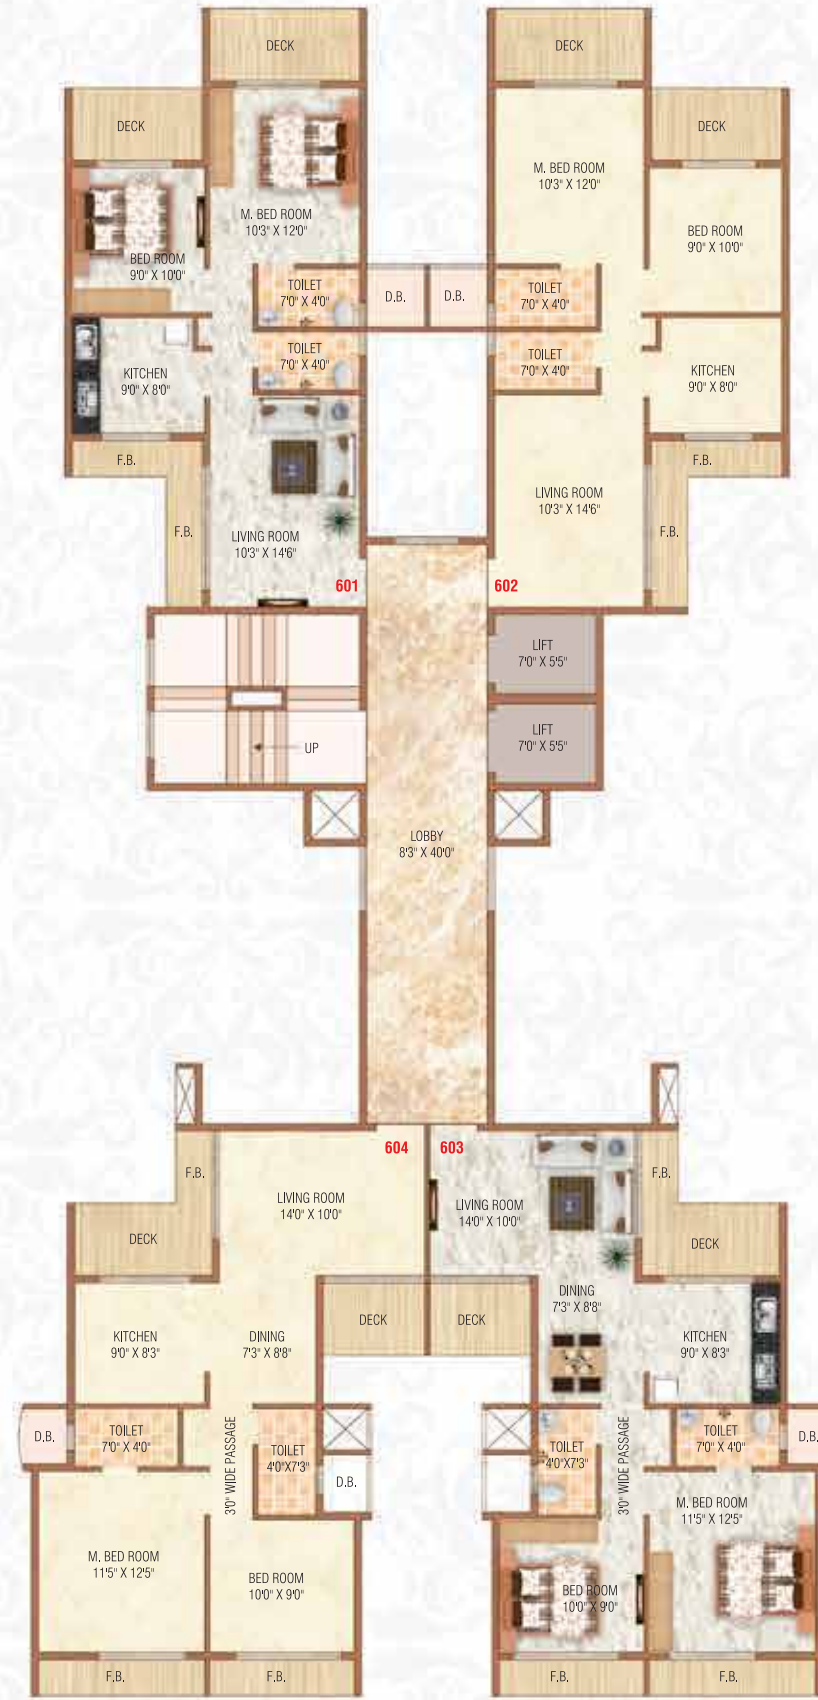 DECK
DECK
DECK
DECK
M. BED ROOM
10'3" X 12'0"
BED ROOM
9'0" X 10'0"
M. BED ROOM
10'3" X 12'0"
BED ROOM
9'0" X 10'0"
TOILET
7'0" X 4'0"
D.B.
D.B.
TOILET
7'0" X 4'0"
TOILET
7'0" X 4'0"
TOILET
7'0" X 4'0"
KITCHEN
9'0" X 8'0"
KITCHEN
9'0" X 8'0"
F.B.
F.B.
LIVING ROOM
10'3" X 14'6"
F.B.
F.B.
LIVING ROOM
10'3" X 14'6"
601
602
LIFT
7'0" X 5'5"
LIFT
7'0" X 5'5"
UP
LOBBY
8'3" X 40'0"
604
603
F.B.
F.B.
LIVING ROOM
14'0" X 10'0"
LIVING ROOM
14'0" X 10'0"
DECK
DECK
DINING
7'3" X 8'8"
DECK
DECK
KITCHEN
9'0" X 8'3"
DINING
7'3" X 8'8"
KITCHEN
9'0" X 8'3"
D.B.
TOILET
7'0" X 4'0"
3'0" WIDE PASSAGE
TOILET
4'0"X7'3"
D.B.
TOILET
4'0"X7'3"
3'0" WIDE PASSAGE
TOILET
7'0" X 4'0"
D.B.
M. BED ROOM
11'5" X 12'5"
M. BED ROOM
11'5" X 12'5"
BED ROOM
10'0" X 9'0"
BED ROOM
10'0" X 9'0"
F.B.
F.B.
F.B.
F.B.